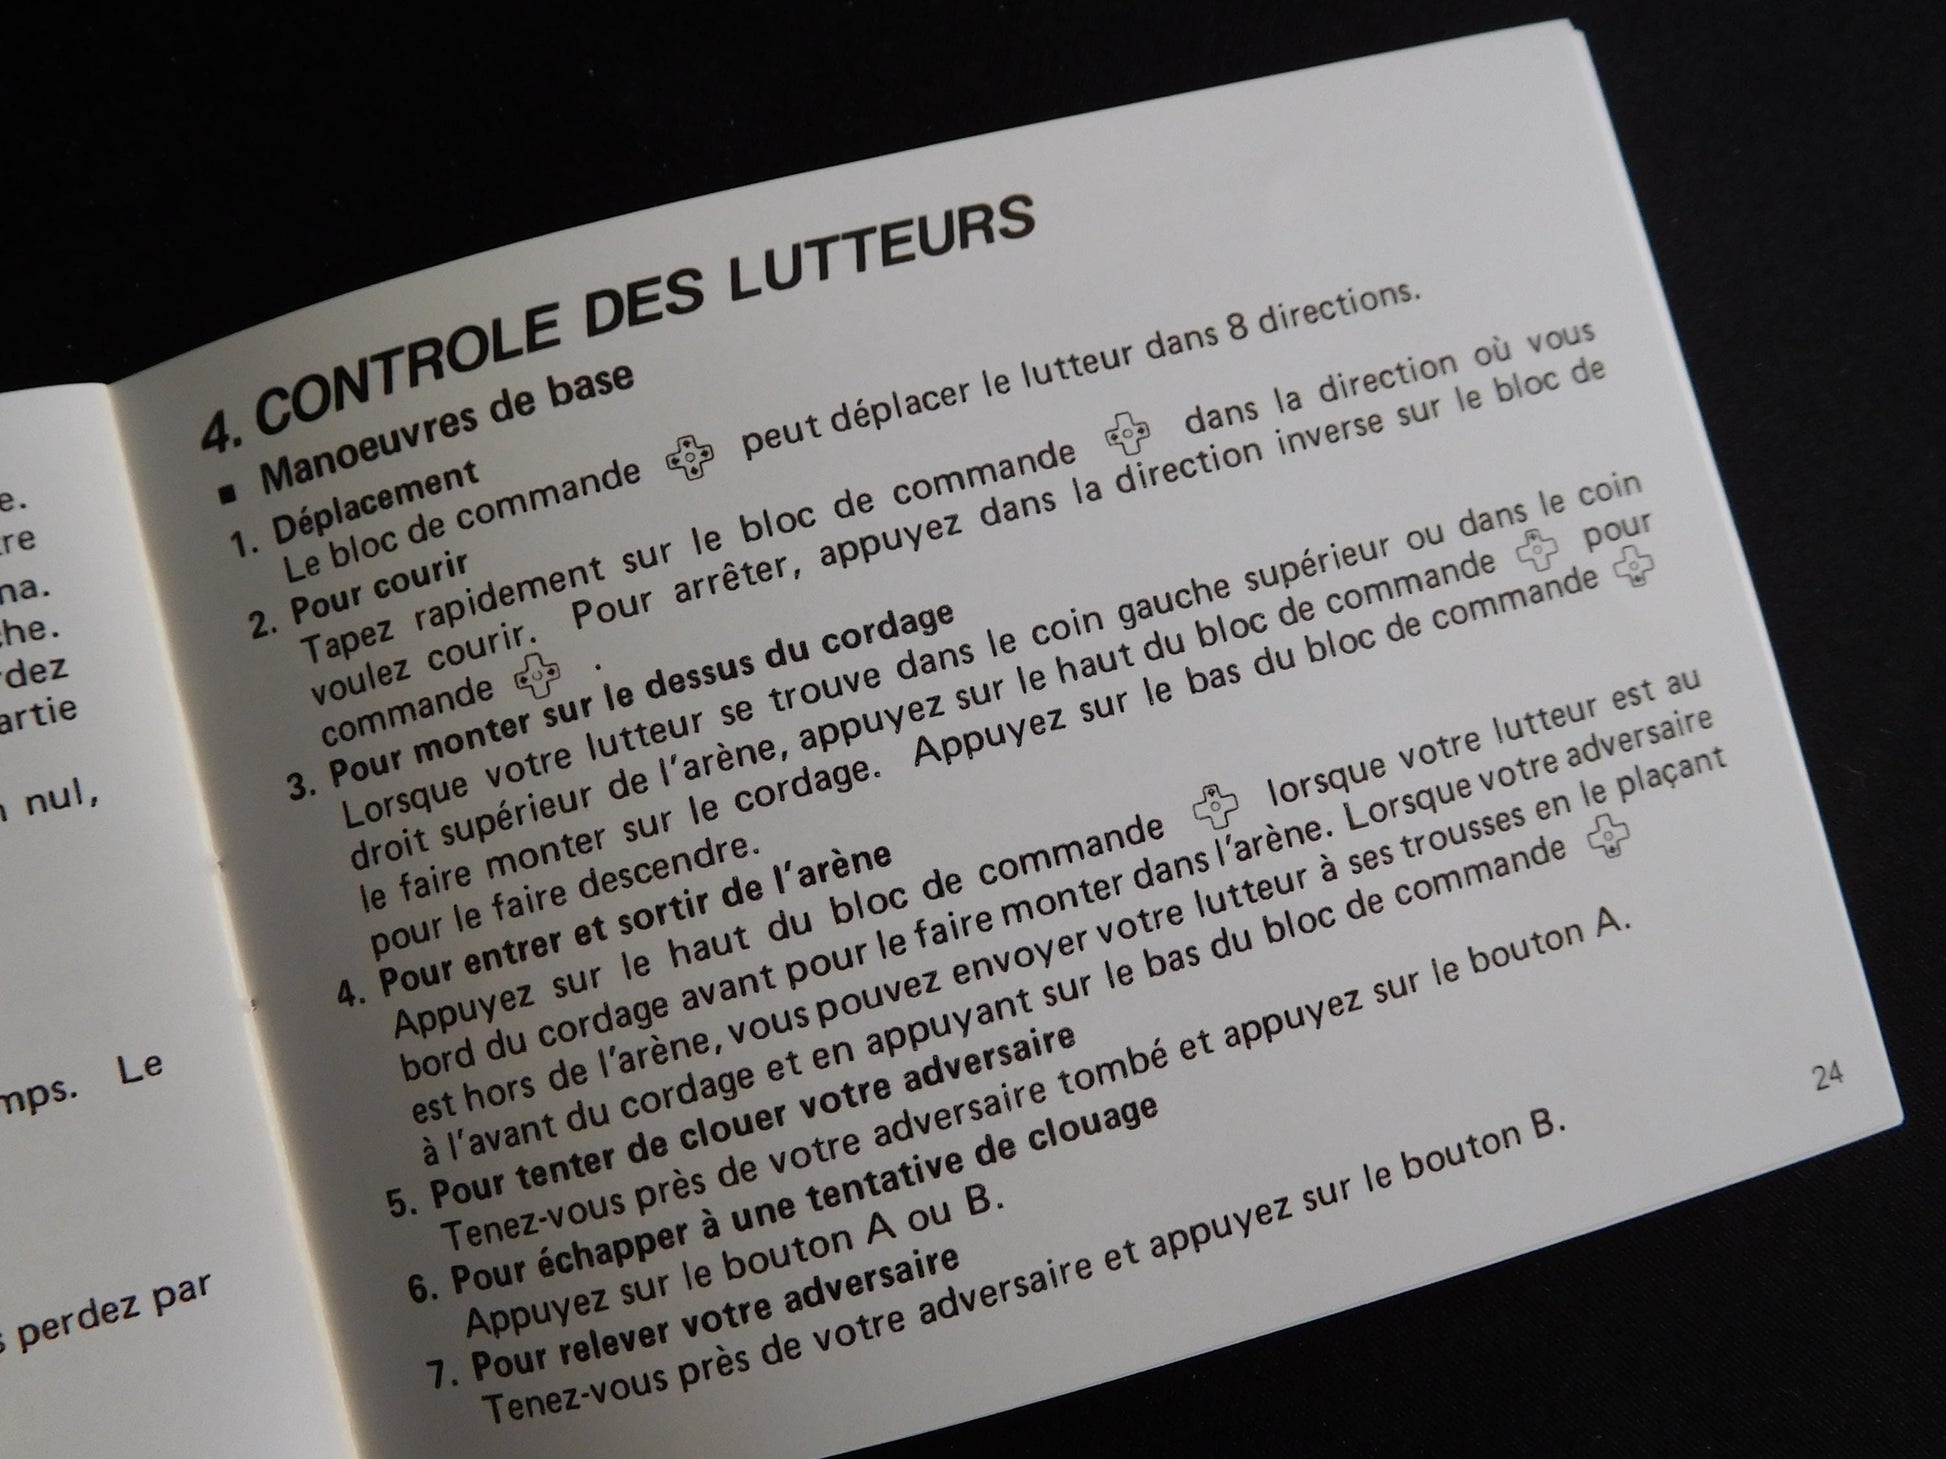 e.
re
na.
che.
rdez
artie
nul,
mps. Le
perdez par
4. CONTROLE DES LUTTEURS
▪ Manoeuvres de base
1. Déplacement
Le bloc de commande peut déplacer le lutteur dans 8 directions.
2. Pour courir
Tapez rapidement sur le bloc de commande dans la direction où vous
voulez courir. Pour arrêter, appuyez dans la direction inverse sur le bloc de
commande .
3. Pour monter sur le dessus du cordage
Lorsque votre lutteur se trouve dans le coin gauche supérieur ou dans le coin
droit supérieur de l'arène, appuyez sur le haut du bloc de commande pour
le faire monter sur le cordage. Appuyez sur le bas du bloc de commande
pour le faire descendre.
4. Pour entrer et sortir de l'arène
Appuyez sur le haut du bloc de commande lorsque votre lutteur est au
bord du cordage avant pour le faire monter dans l'arène. Lorsque votre adversaire
est hors de l'arène, vous pouvez envoyer votre lutteur à ses trousses en le plaçant
à l'avant du cordage et en appuyant sur le bas du bloc de commande
5. Pour tenter de clouer votre adversaire
Tenez-vous près de votre adversaire tombé et appuyez sur le bouton A.
6. Pour échapper à une tentative de clouage
Appuyez sur le bouton A ou B.
7. Pour relever votre adversaire
Tenez-vous près de votre adversaire et appuyez sur le bouton B.
24